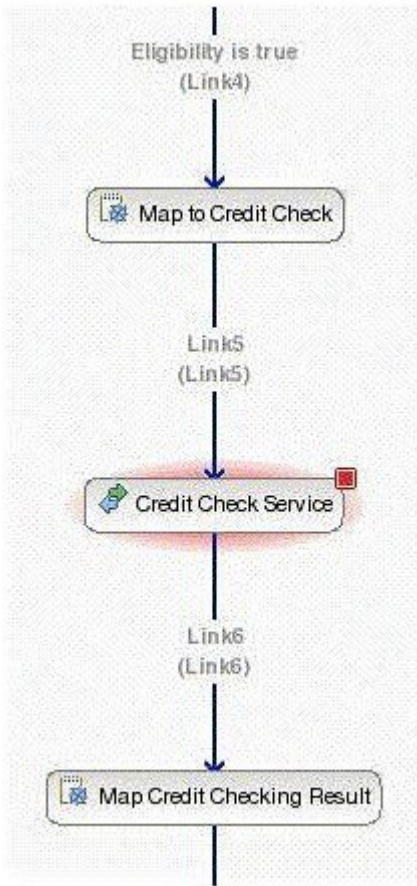 Eligibility is true
(Link4)
Map to Credit Check
Link5
(Link5)
Credit Check Service
Link6
(Link6)
Map Credit Checking Result